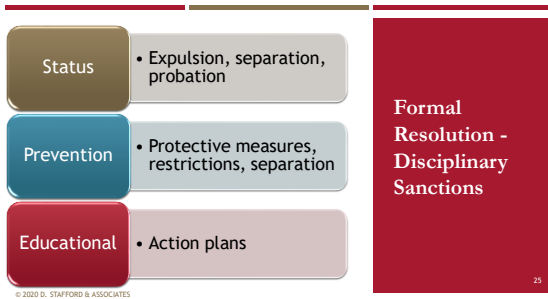 Status
• Expulsion, separation,
probation
Prevention
• Protective measures,
restrictions, separation
Educational
• Action plans
Formal
Resolution -
Disciplinary
Sanctions
25
© 2020 D. STAFFORD & ASSOCIATES